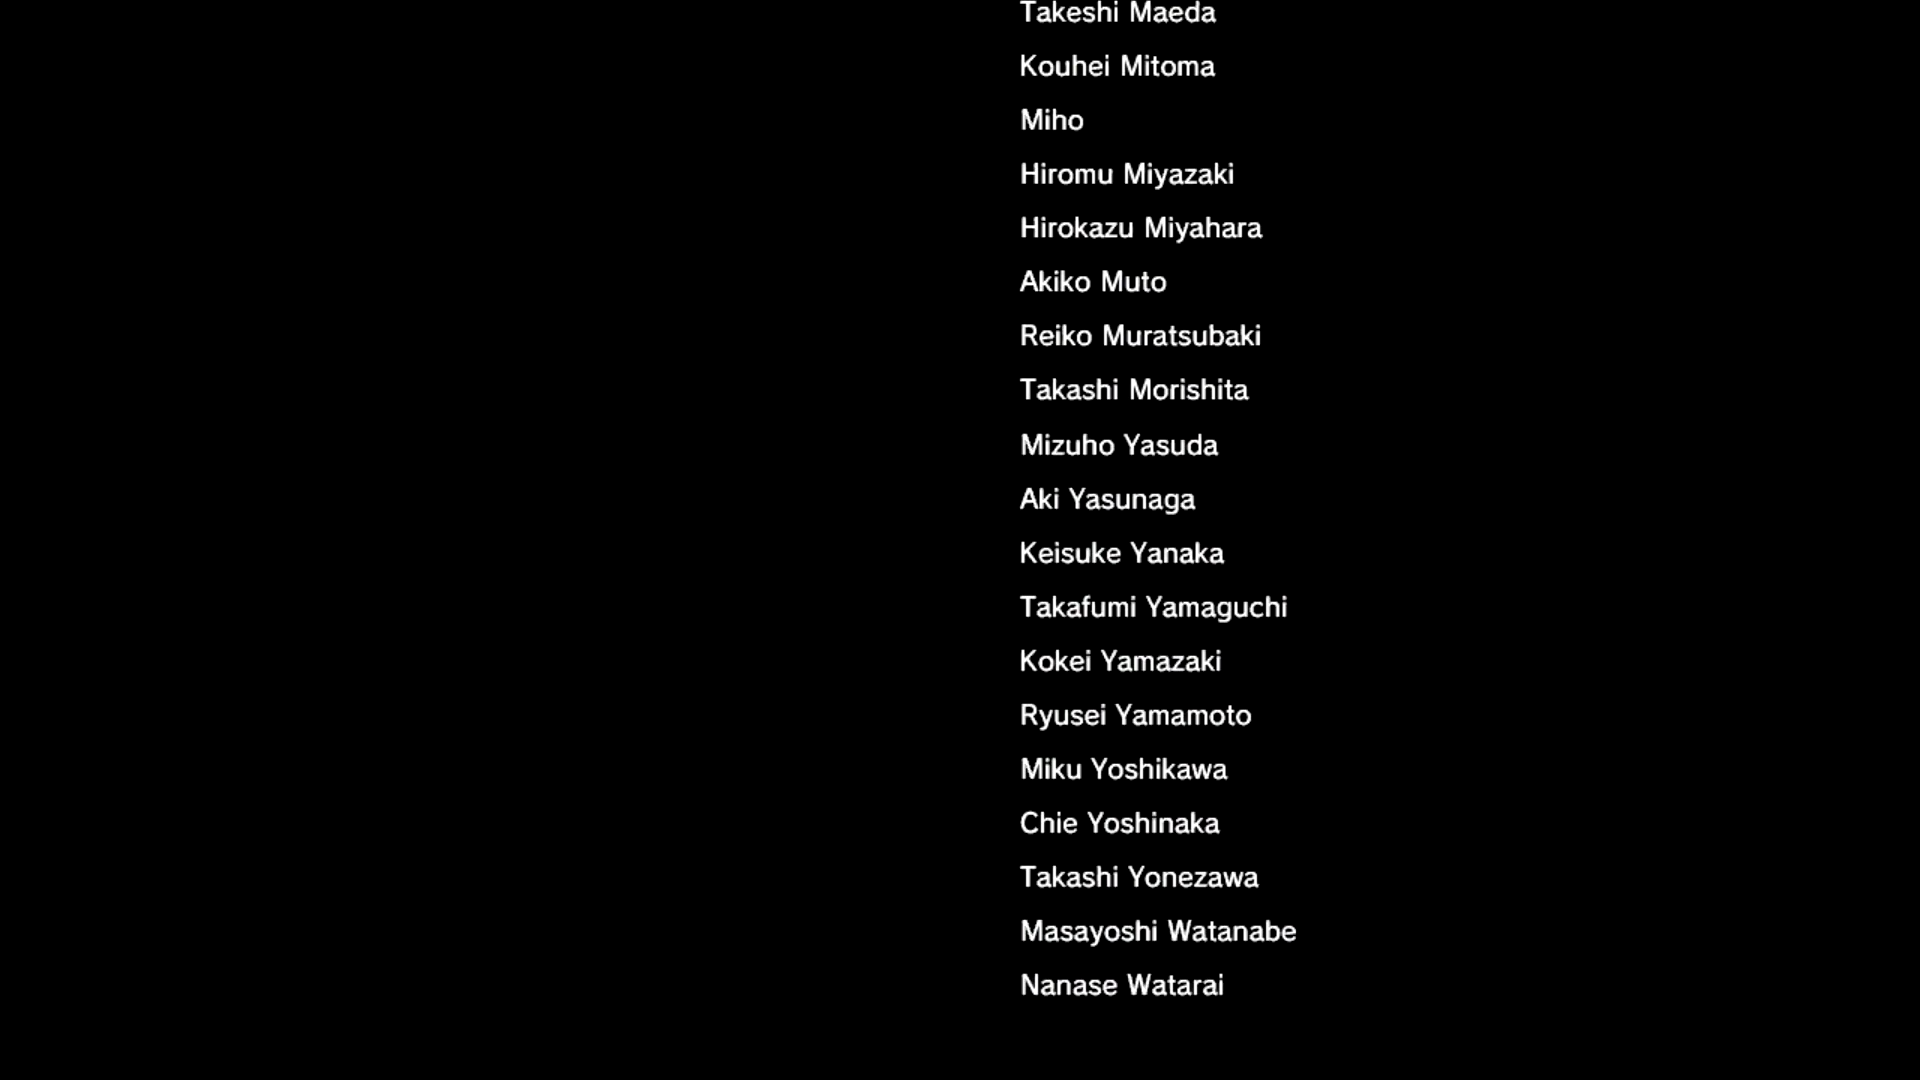 Takeshi Maeda
Kouhei Mitoma
Miho
Hiromu Miyazaki
Hirokazu Miyahara
Akiko Muto
Reiko Muratsubaki
Takashi Morishita
Mizuho Yasuda
Aki Yasunaga
Keisuke Yanaka
Takafumi Yamaguchi
Kokei Yamazaki
Ryusei Yamamoto
Miku Yoshikawa
Chie Yoshinaka
Takashi Yonezawa
Masayoshi Watanabe
Nanase Watarai